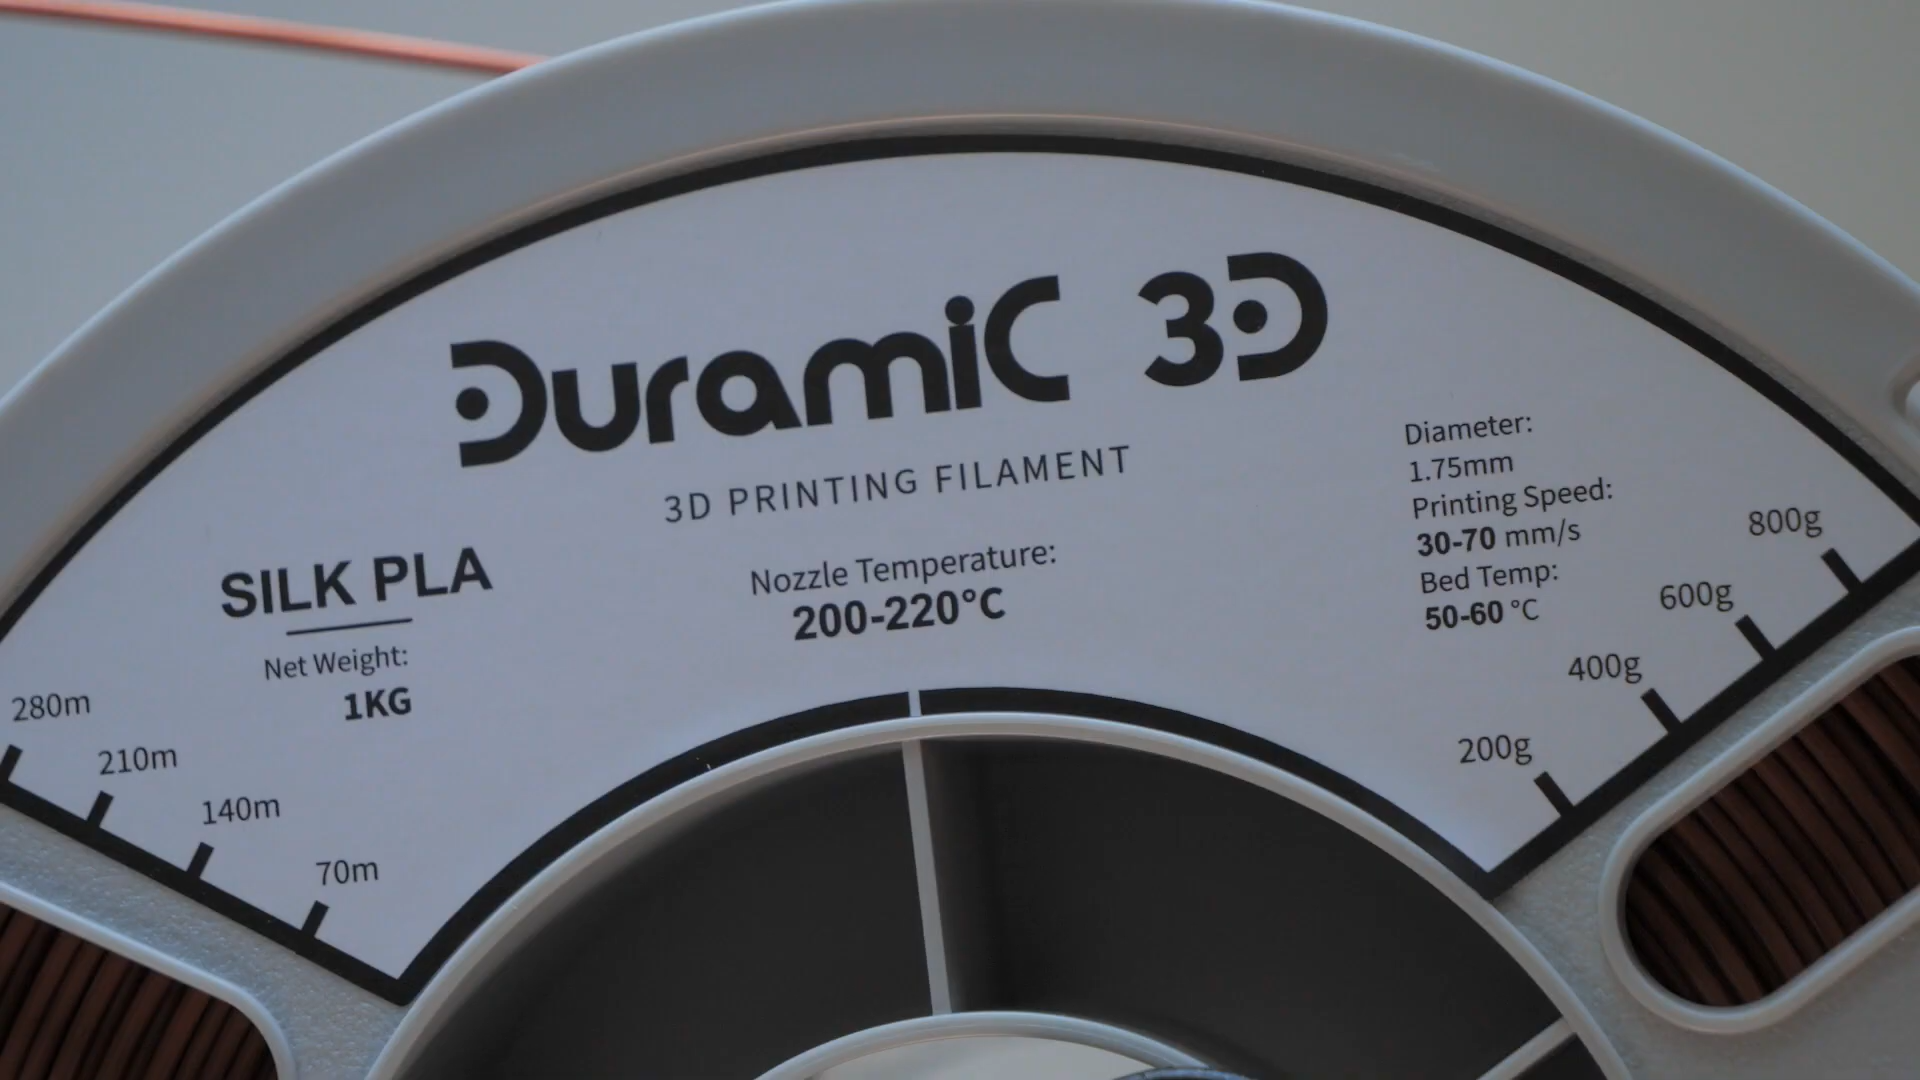 Duramic 3D
3D PRINTING FILAMENT
SILK PLA
Net Weight:
1KG
Nozzle Temperature:
200-220°C
Diameter:
1.75mm
Printing Speed:
30-70 mm/s
Bed Temp:
50-60 °C
280m
210m
140m
70m
800g
600g
400g
200g